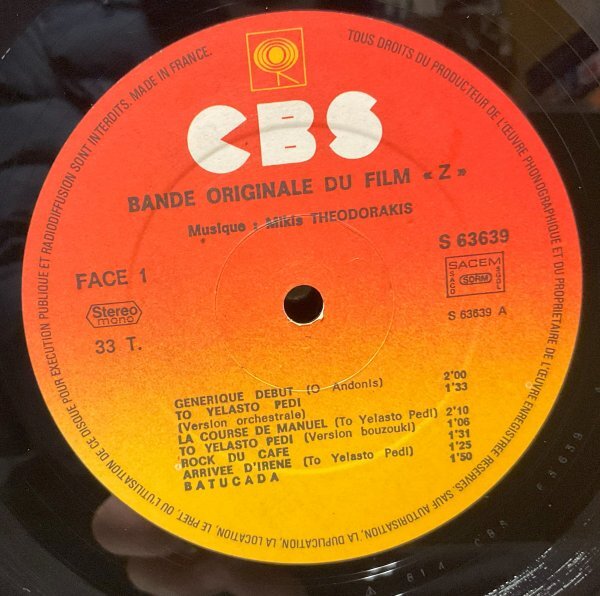 TOUS DROITS DU PRODUCTEUR DE L'ŒUVRE PHONOGRAPHIQUE ET DU PROPRIETAIRE DE L'ŒUVRE ENREGISTREE RESERVES. SAUF AUTORISATION, LA DUPLICATION, LA LOCATION, LE PRET, OU L'UTILISATION DE CE DISQUE POUR EXECUTION PUBLIQUE ET RADIODIFFUSION SONT INTERDITS. MADE IN FRANCE.
CBS
BANDE ORIGINALE DU FILM « Z »
Musique : Mikis THEODORAKIS
S 63639
FACE 1
SACEM
SACD SDRM SGDL
Stereo
mono
S 63639 A
33 T.
GENERIQUE DEBUT (O Andonis) 2'00
TO YELASTO PEDI 1'33
(Version orchestrale)
LA COURSE DE MANUEL (To Yelasto Pedi) 2'10
TO YELASTO PEDI (Version bouzouki) 1'06
ROCK DU CAFE 1'31
ARRIVEE D'IRENE (To Yelasto Pedi) 1'25
BATUCADA 1'50